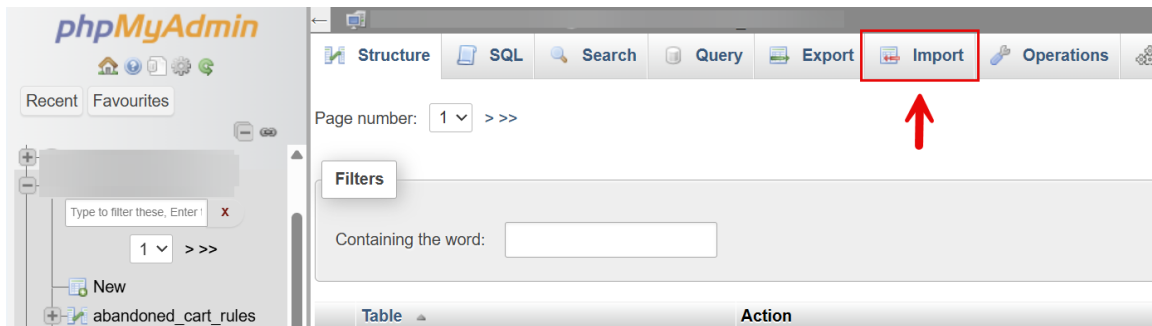 phpMyAdmin
Recent Favourites
Type to filter these, Enter
X
1 > >>
New
abandoned_cart_rules
Structure SQL Search Query Export Import Operations
Page number: 1 > >>
Filters
Containing the word:
Table Action